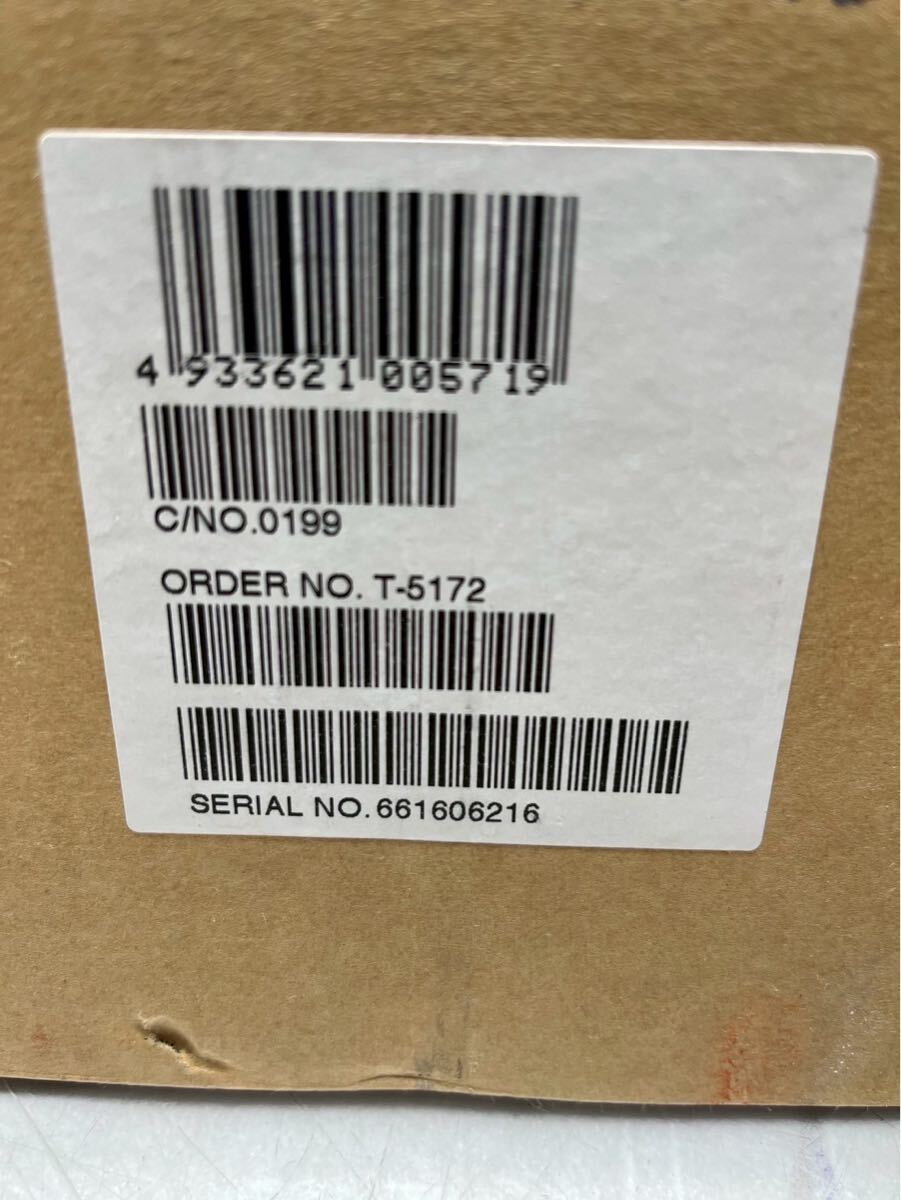 4 933621 005719
C/NO.0199
ORDER NO. T-5172
SERIAL NO.661606216